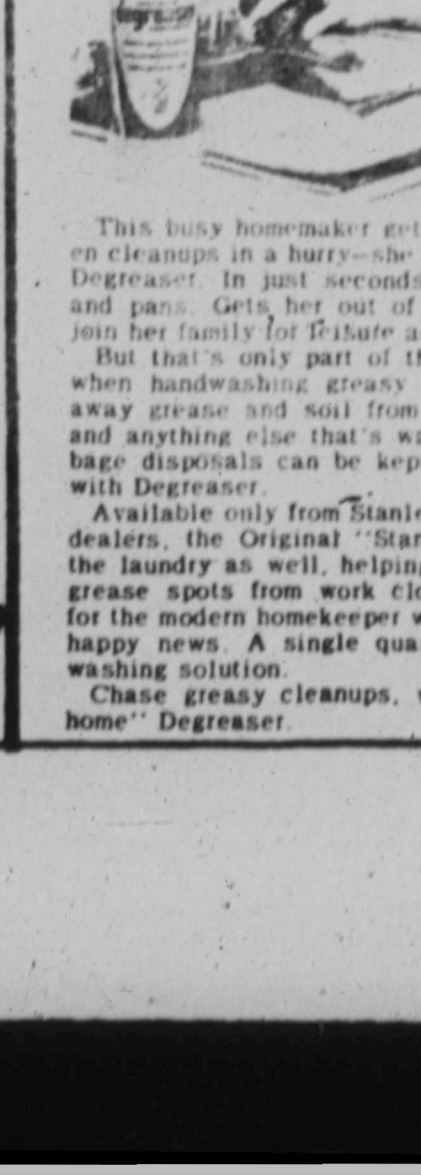 Degreaser
This busy homemaker get
en cleanups in a hurry—she
Degreaser. In just seconds
and pans. Gets her out of
join her family for leisure a
But that's only part of th
when handwashing greasy
away grease and soil from
and anything else that's wa
bage disposals can be kep
with Degreaser.
Available only from Stanle
dealers, the Original "Stan
the laundry as well, helping
grease spots from work clo
for the modern homekeeper w
happy news. A single qua
washing solution.
Chase greasy cleanups, w
home" Degreaser.